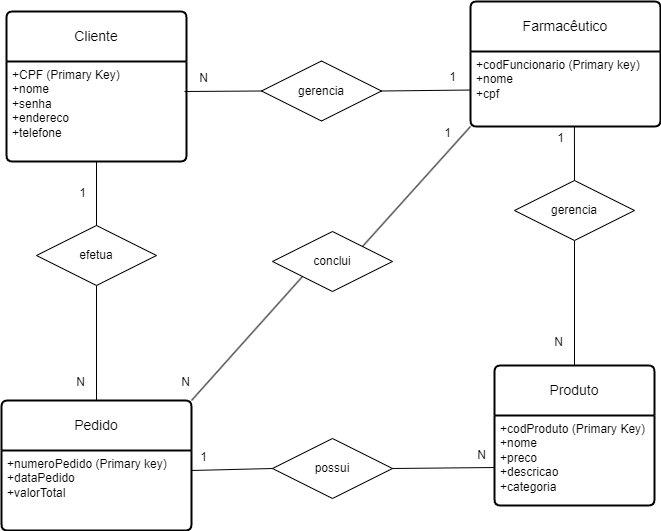 Cliente
+CPF (Primary Key)
+nome
+senha
+endereco
+telefone
N
gerencia
1
Farmacêutico
+codFuncionario (Primary key)
+nome
+cpf
1
efetua
N
1
conclui
N
1
gerencia
N
Pedido
+numeroPedido (Primary key)
+dataPedido
+valorTotal
1
possui
N
Produto
+codProduto (Primary Key)
+nome
+preco
+descricao
+categoria